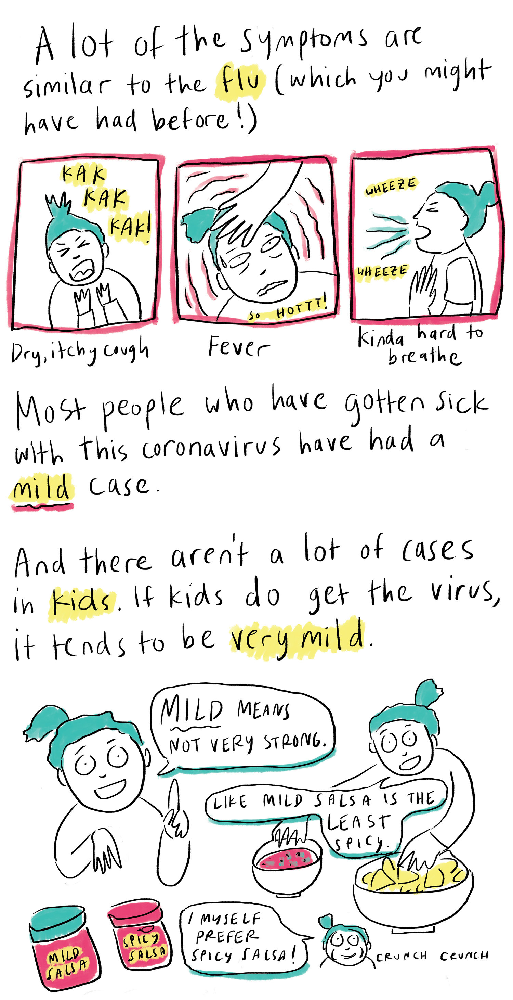 A lot of the symptoms are
similar to the flu (which you might
have had before!)
KAK
KAK
KAK!
Dry, itchy cough
SO HOTTT!
Fever
WHEEZE
WHEEZE
Kinda hard to
breathe
Most people who have gotten sick
with this coronavirus have had a
mild case.
And there aren't a lot of cases
in kids. If kids do get the virus,
it tends to be very mild.
MILD MEANS
NOT VERY STRONG.
LIKE MILD SALSA IS THE
LEAST
SPICY.
MILD
SALSA
SPICY
SALSA
I MYSELF
PREFER
SPICY SALSA!
CRUNCH CRUNCH